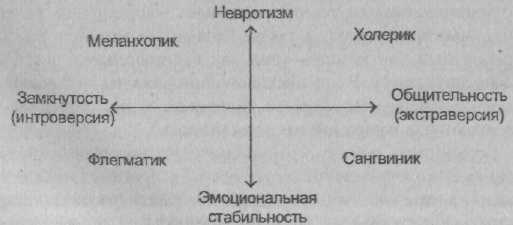 Невротизм
Меланхолик
Холерик
Замкнутость
(интроверсия)
Общительность
(экстраверсия)
Флегматик
Сангвиник
Эмоциональная
стабильность